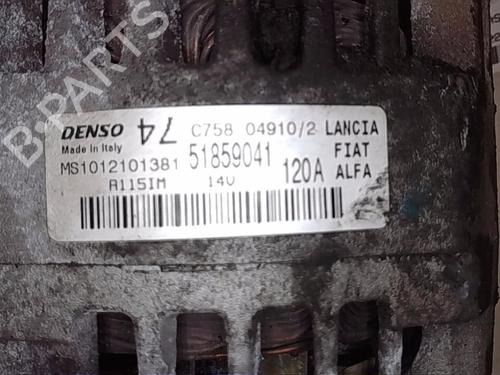 DENSO 74 C758 04910/2 LANCIA
Made in Italy 51859041 FIAT
MS1012101381 120A ALFA
A115IM 14V
B-PARTS